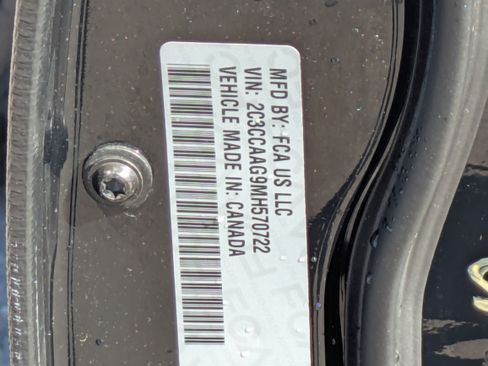 MFD BY: FCA US LLC
VIN: 2C3CCAAG9MH570722
VEHICLE MADE IN: CANADA